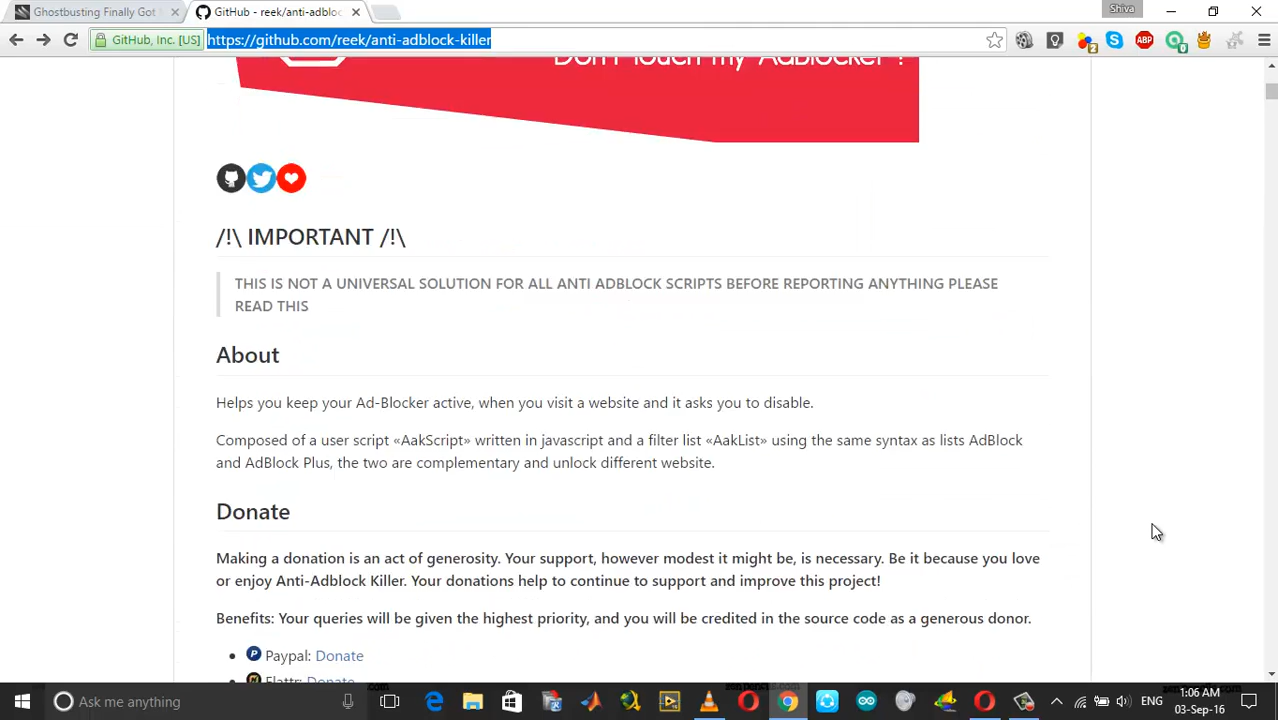 Ghostbusting Finally Got
GitHub - reek/anti-adbloc
Shiva
GitHub, Inc. [US]
https://github.com/reek/anti-adblock-killer
2
ABP
0
Don't touch my Adblocker !
/!\ IMPORTANT /!\
THIS IS NOT A UNIVERSAL SOLUTION FOR ALL ANTI ADBLOCK SCRIPTS BEFORE REPORTING ANYTHING PLEASE
READ THIS
About
Helps you keep your Ad-Blocker active, when you visit a website and it asks you to disable.
Composed of a user script «AakScript» written in javascript and a filter list «AakList» using the same syntax as lists AdBlock
and AdBlock Plus, the two are complementary and unlock different website.
Donate
Making a donation is an act of generosity. Your support, however modest it might be, is necessary. Be it because you love
or enjoy Anti-Adblock Killer. Your donations help to continue to support and improve this project!
Benefits: Your queries will be given the highest priority, and you will be credited in the source code as a generous donor.
Paypal: Donate
Flattr: Donate
Ask me anything
ENG
1:06 AM
03-Sep-16